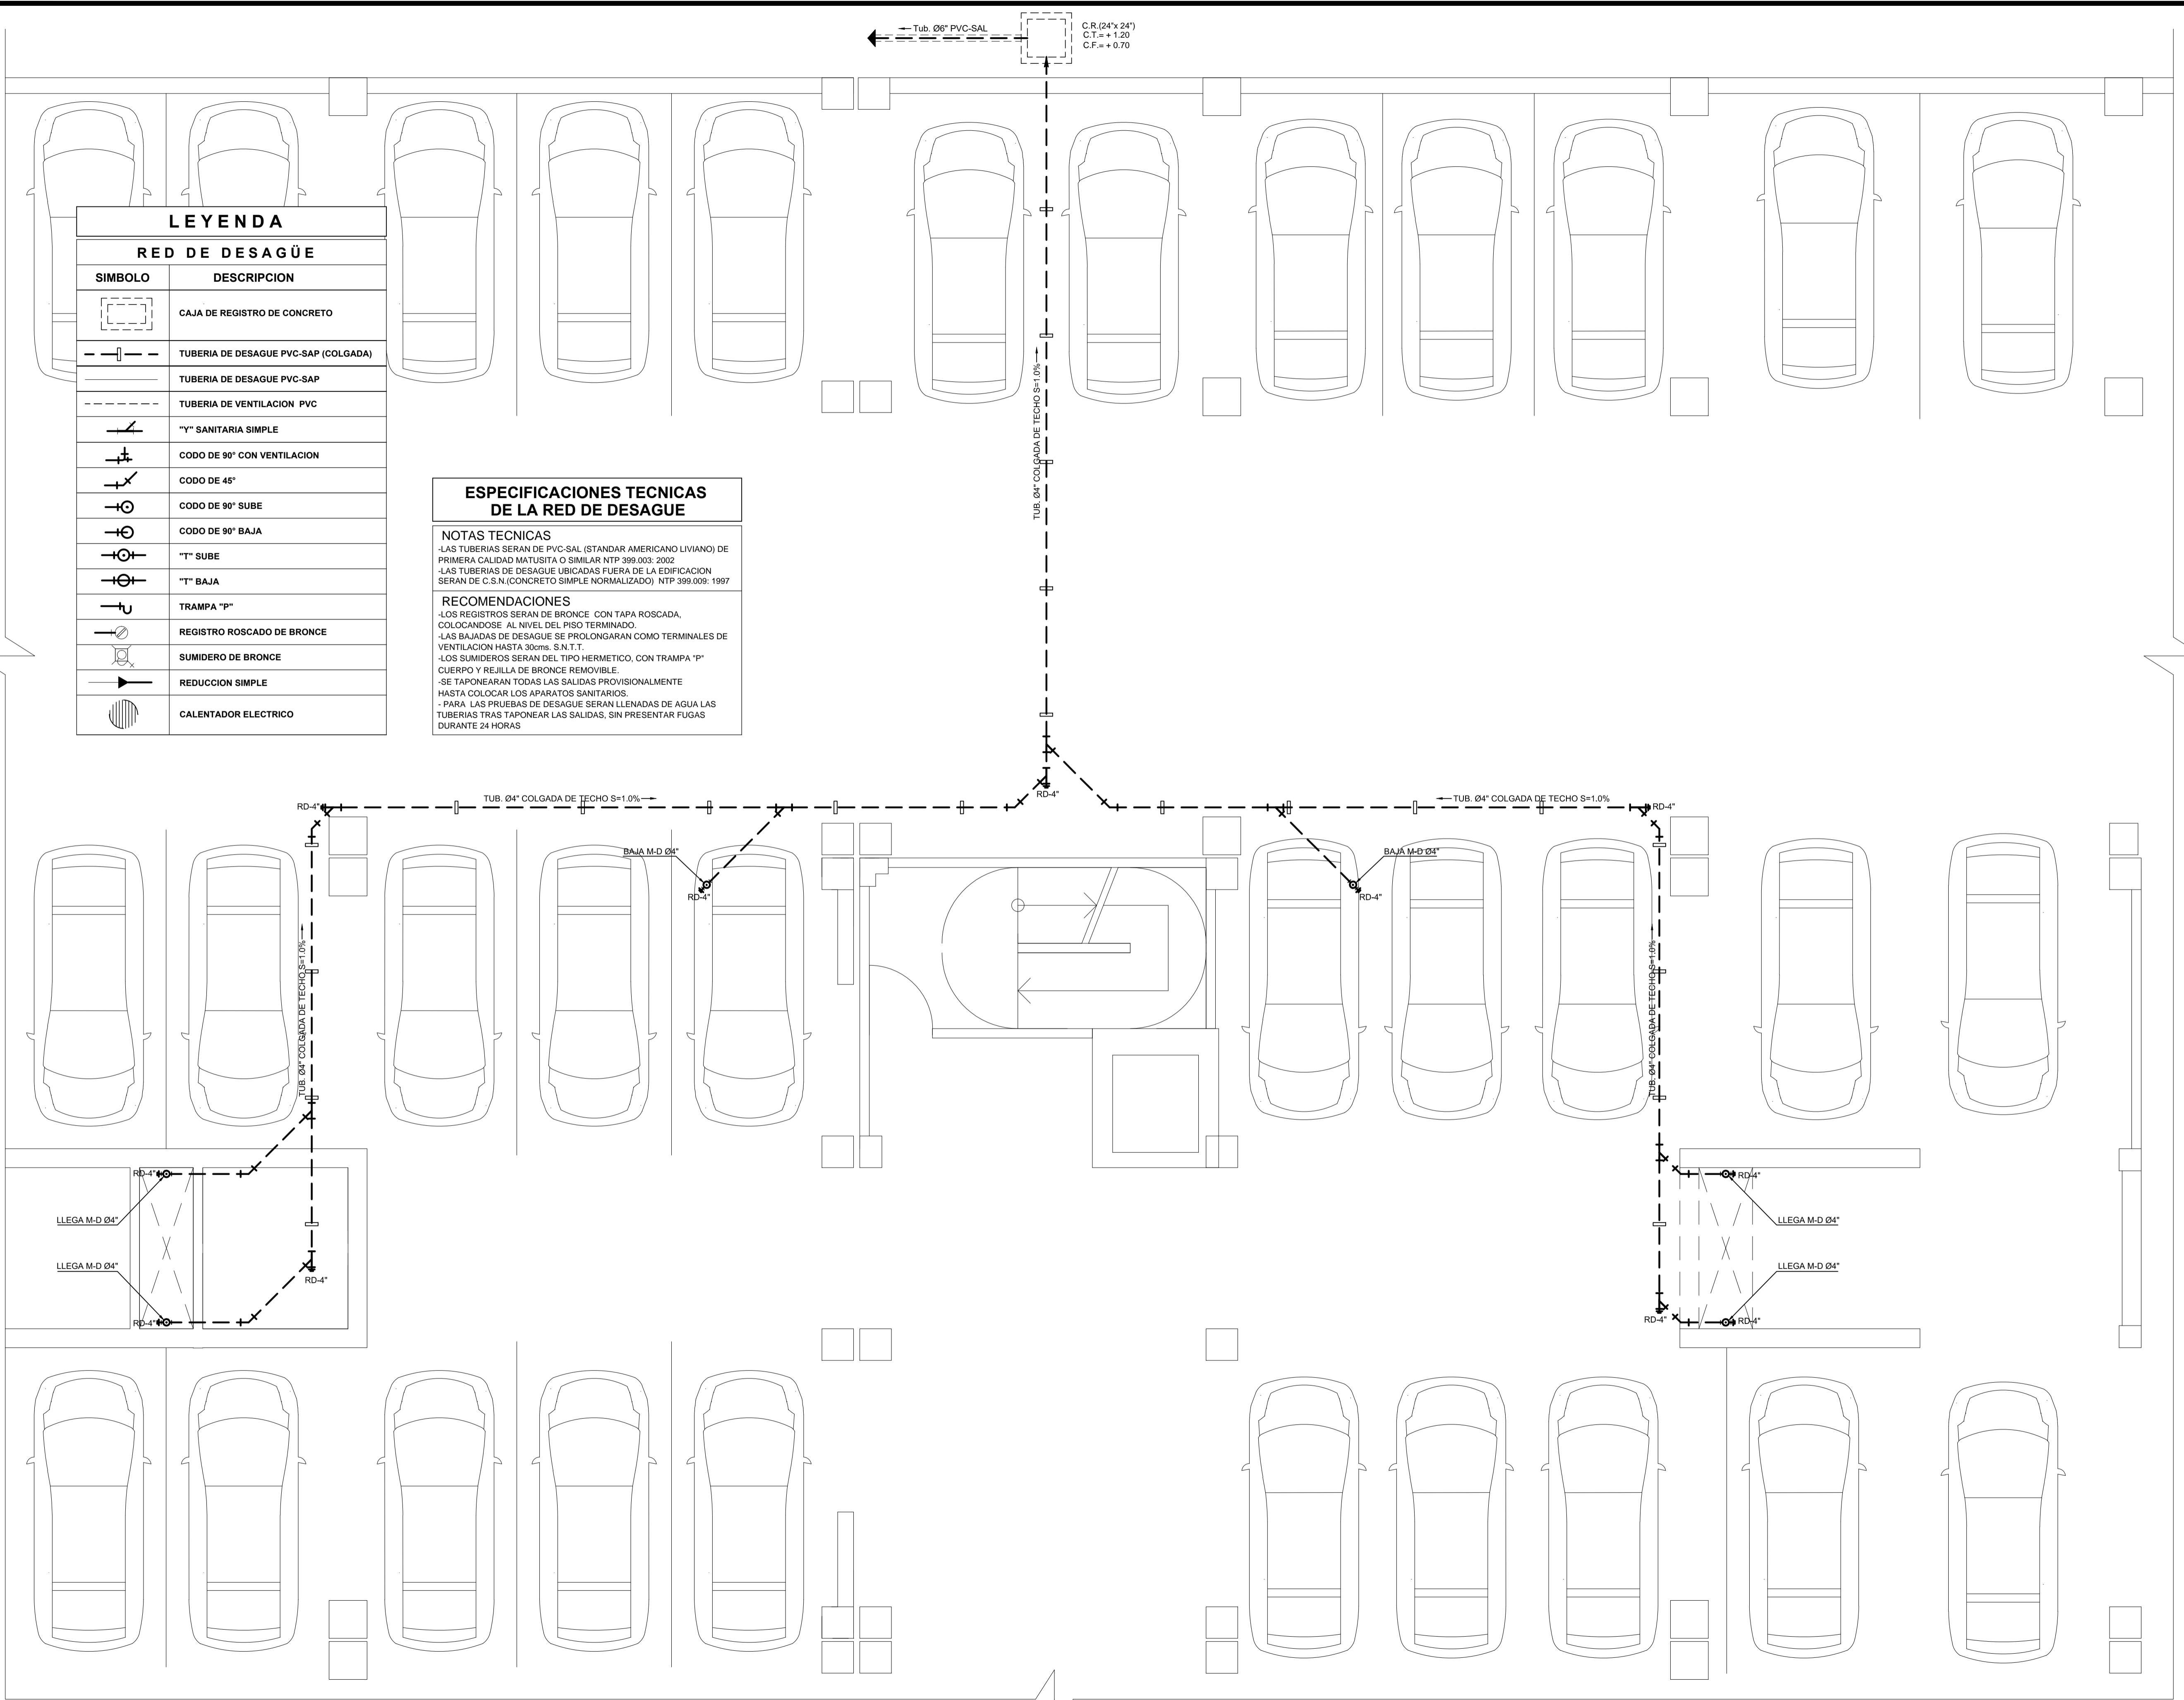 Tub. Ø6" PVC-SAL
C.R.(24"x 24")
C.T.= + 1.20
C.F.= + 0.70
LEYENDA
RED DE DESAGÜE
SIMBOLO DESCRIPCION
CAJA DE REGISTRO DE CONCRETO
TUBERIA DE DESAGUE PVC-SAP (COLGADA)
TUBERIA DE DESAGUE PVC-SAP
TUBERIA DE VENTILACION PVC
"Y" SANITARIA SIMPLE
CODO DE 90° CON VENTILACION
CODO DE 45°
CODO DE 90° SUBE
CODO DE 90° BAJA
"T" SUBE
"T" BAJA
TRAMPA "P"
REGISTRO ROSCADO DE BRONCE
SUMIDERO DE BRONCE
REDUCCION SIMPLE
CALENTADOR ELECTRICO
ESPECIFICACIONES TECNICAS
DE LA RED DE DESAGUE
NOTAS TECNICAS
-LAS TUBERIAS SERAN DE PVC-SAL (STANDAR AMERICANO LIVIANO) DE
PRIMERA CALIDAD MATUSITA O SIMILAR NTP 399.003: 2002
-LAS TUBERIAS DE DESAGUE UBICADAS FUERA DE LA EDIFICACION
SERAN DE C.S.N.(CONCRETO SIMPLE NORMALIZADO) NTP 399.009: 1997
RECOMENDACIONES
-LOS REGISTROS SERAN DE BRONCE CON TAPA ROSCADA,
COLOCANDOSE AL NIVEL DEL PISO TERMINADO.
-LAS BAJADAS DE DESAGUE SE PROLONGARAN COMO TERMINALES DE
VENTILACION HASTA 30cms. S.N.T.T.
-LOS SUMIDEROS SERAN DEL TIPO HERMETICO, CON TRAMPA "P"
CUERPO Y REJILLA DE BRONCE REMOVIBLE.
-SE TAPONEARAN TODAS LAS SALIDAS PROVISIONALMENTE
HASTA COLOCAR LOS APARATOS SANITARIOS.
- PARA LAS PRUEBAS DE DESAGUE SERAN LLENADAS DE AGUA LAS
TUBERIAS TRAS TAPONEAR LAS SALIDAS, SIN PRESENTAR FUGAS
DURANTE 24 HORAS
TUB. Ø4" COLGADA DE TECHO S=1.0%
RD-4"
RD-4"
TUB. Ø4" COLGADA DE TECHO S=1.0%
TUB. Ø4" COLGADA DE TECHO S=1.0%
RD-4"
BAJA M-D Ø4"
RD-4"
BAJA M-D Ø4"
RD-4"
TUB. Ø4" COLGADA DE TECHO S=1.0%
TUB. Ø4" COLGADA DE TECHO S=1.0%
RD-4"
LLEGA M-D Ø4"
LLEGA M-D Ø4"
RD-4"
RD-4"
RD-4"
LLEGA M-D Ø4"
LLEGA M-D Ø4"
RD-4"
RD-4"